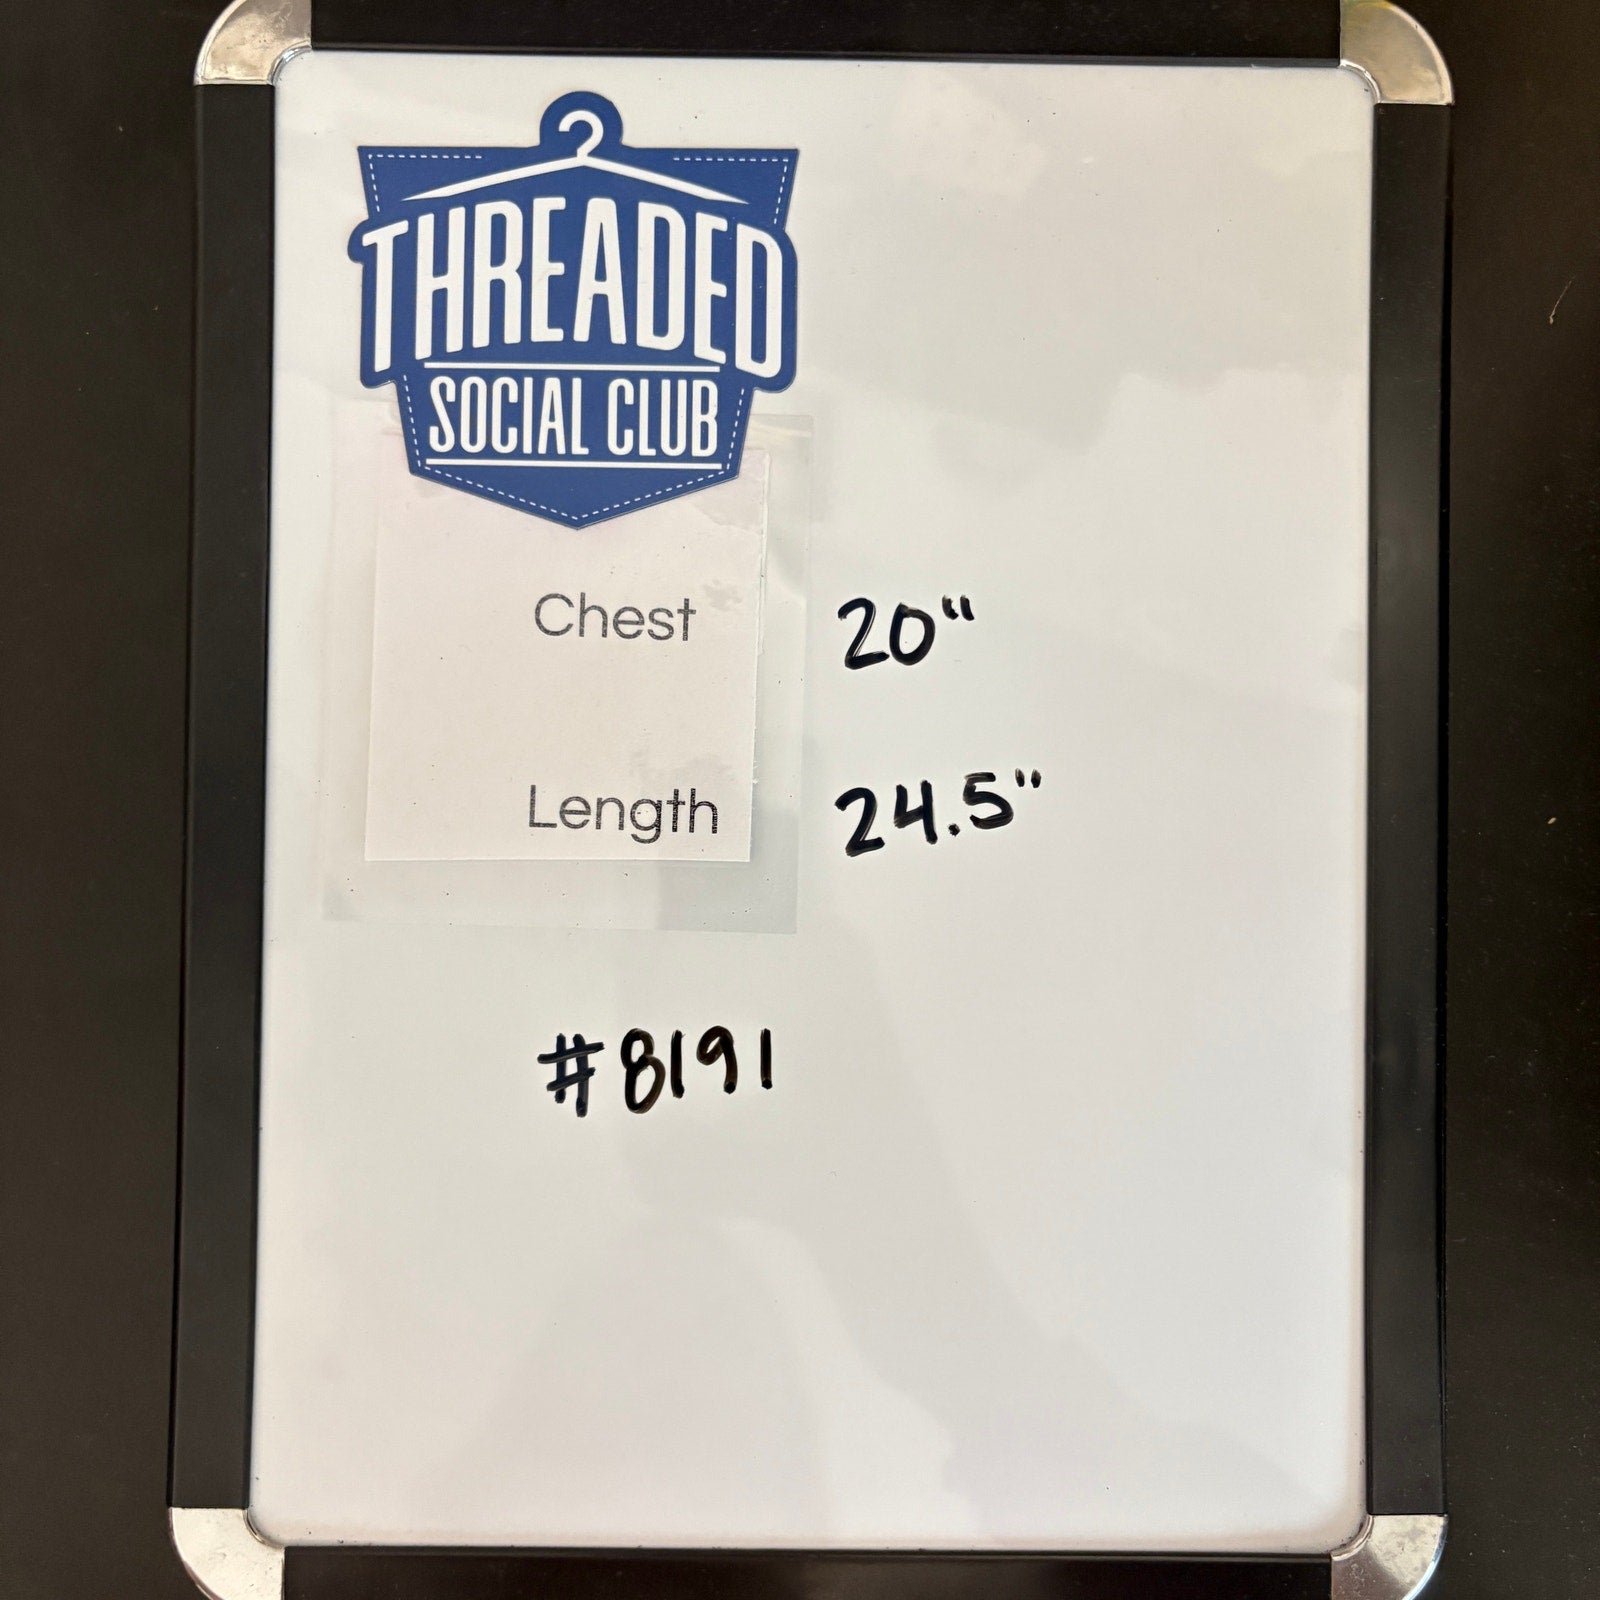 THREADED
SOCIAL CLUB
Chest 20"
Length 24.5"
#8191